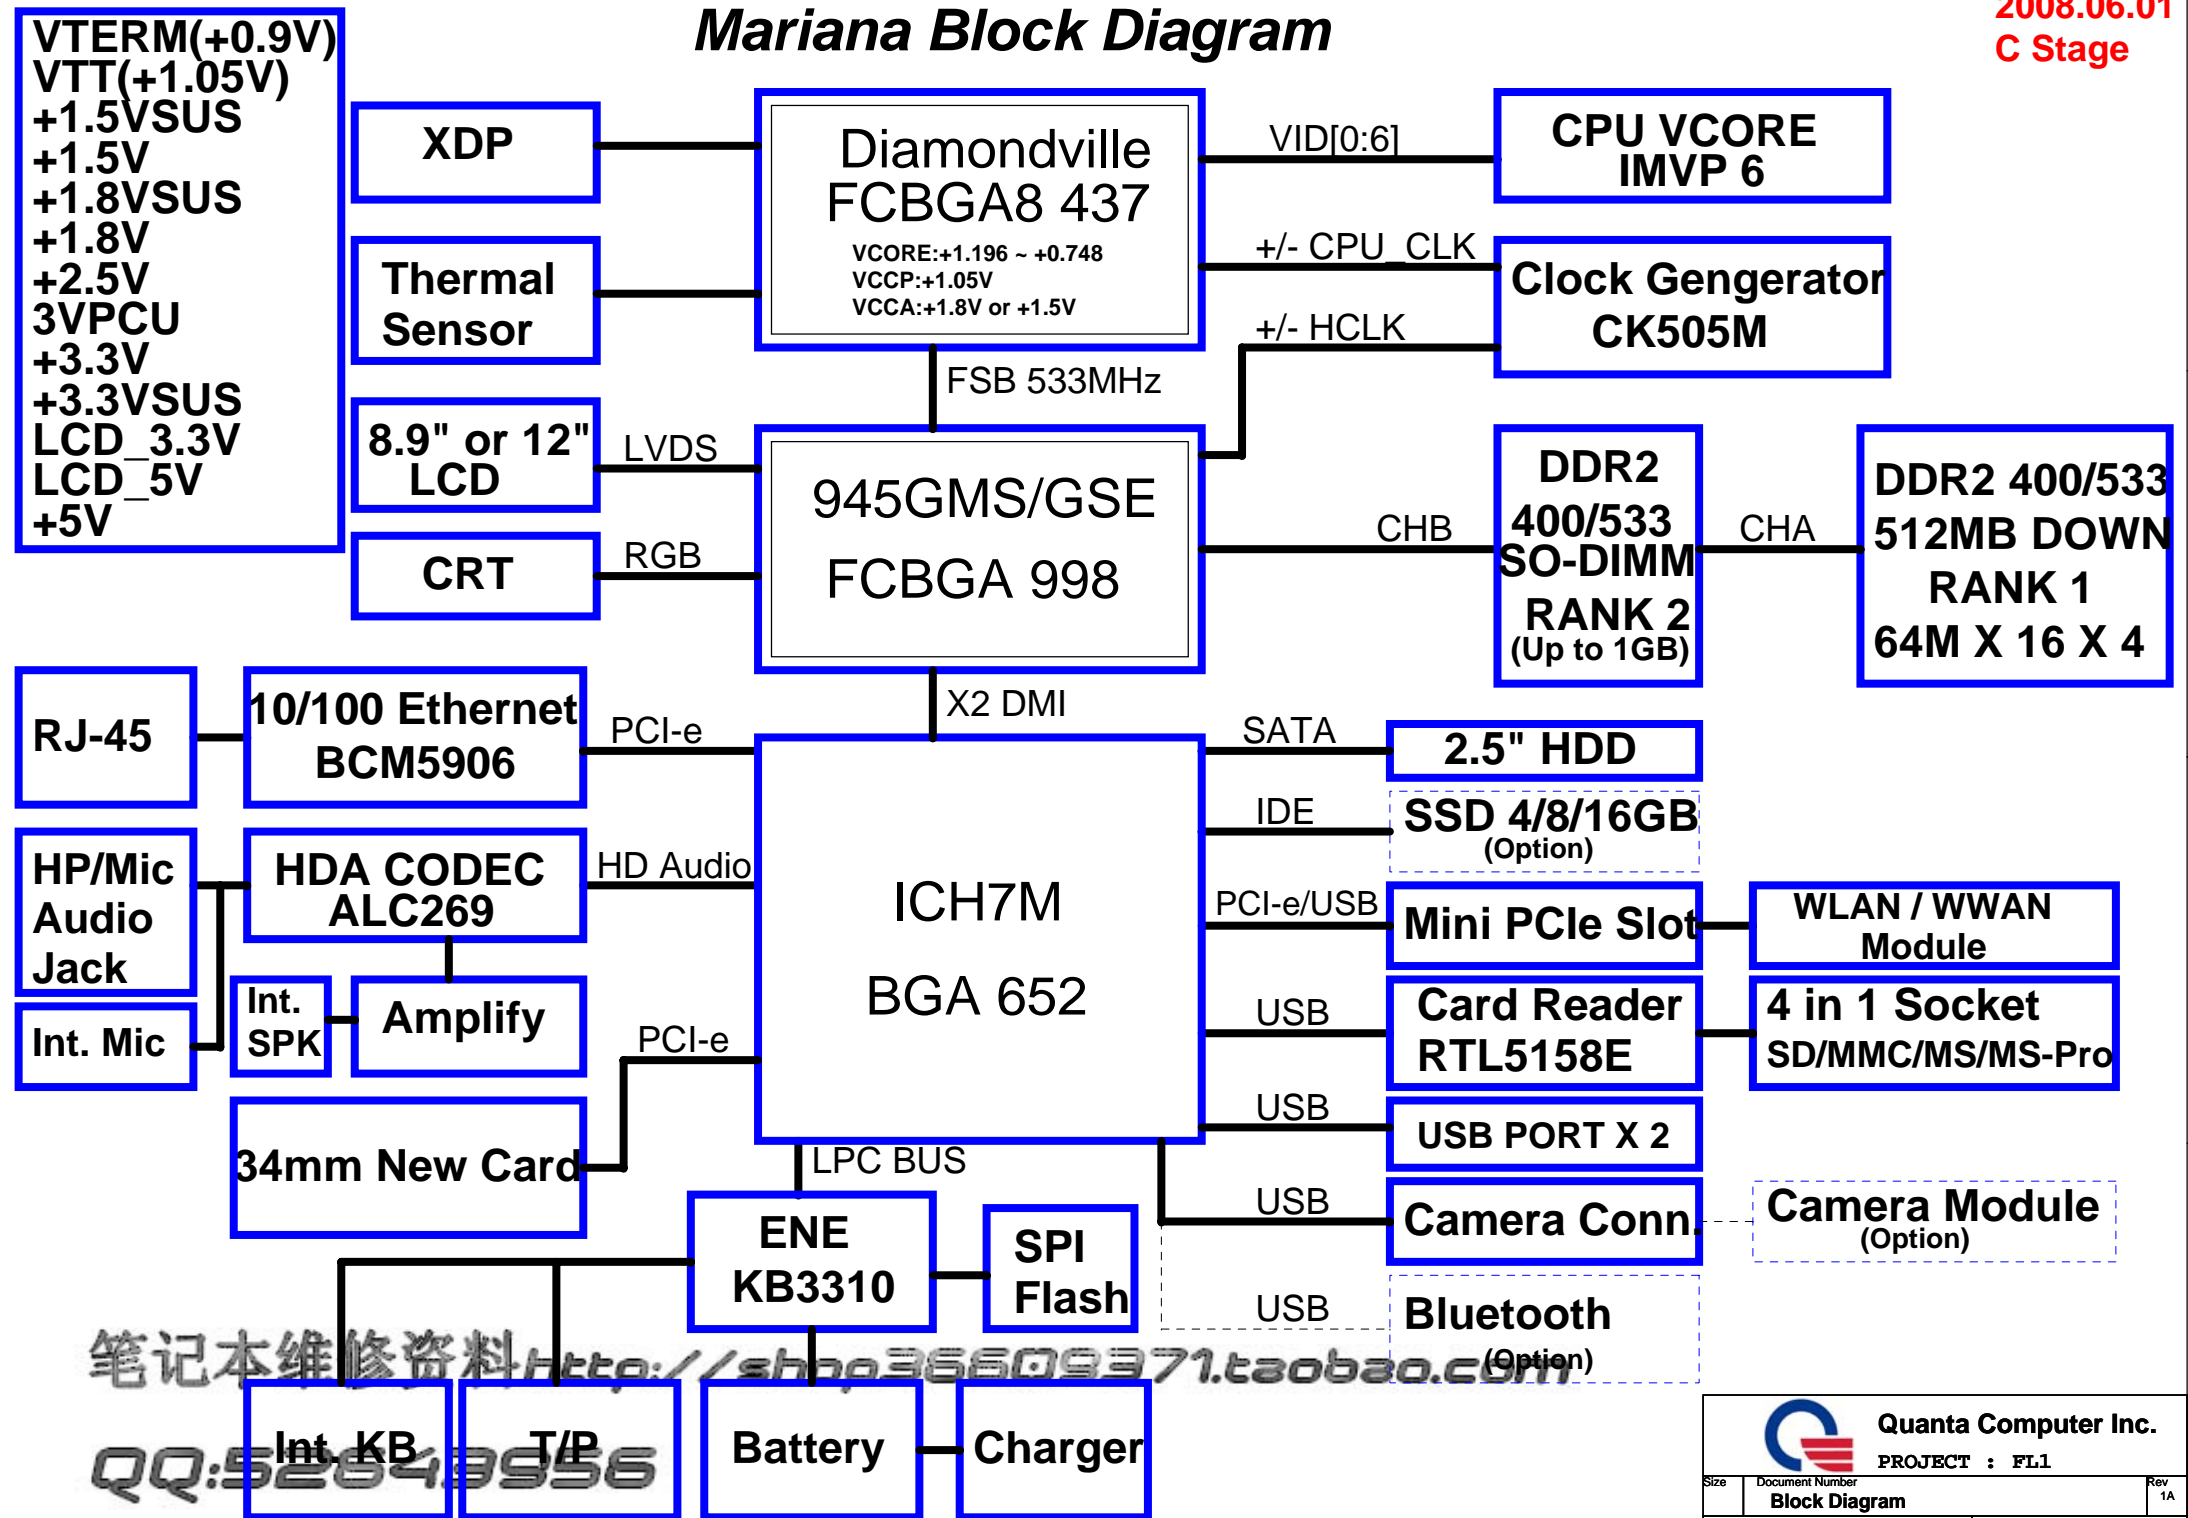 Mariana Block Diagram
2008.06.01
C Stage
VTERM(+0.9V)
VTT(+1.05V)
+1.5VSUS
+1.5V
+1.8VSUS
+1.8V
+2.5V
3VPCU
+3.3V
+3.3VSUS
LCD_3.3V
LCD_5V
+5V
XDP
Thermal
Sensor
Diamondville
FCBGA8 437
VCORE:+1.196 ~ +0.748
VCCP:+1.05V
VCCA:+1.8V or +1.5V
VID[0:6]
CPU VCORE
IMVP 6
+/- CPU_CLK
+/- HCLK
Clock Gengerator
CK505M
FSB 533MHz
8.9" or 12"
LCD
LVDS
CRT
RGB
945GMS/GSE
FCBGA 998
CHB
DDR2
400/533
SO-DIMM
RANK 2
(Up to 1GB)
CHA
DDR2 400/533
512MB DOWN
RANK 1
64M X 16 X 4
X2 DMI
RJ-45
10/100 Ethernet
BCM5906
PCI-e
HP/Mic
Audio
Jack
HDA CODEC
ALC269
HD Audio
Int. Mic
Int.
SPK
Amplify
PCI-e
34mm New Card
ICH7M
BGA 652
SATA
2.5" HDD
IDE
SSD 4/8/16GB
(Option)
PCI-e/USB
Mini PCIe Slot
WLAN / WWAN
Module
USB
Card Reader
RTL5158E
4 in 1 Socket
SD/MMC/MS/MS-Pro
USB
USB PORT X 2
USB
Camera Conn.
Camera Module
(Option)
USB
Bluetooth
(Option)
LPC BUS
ENE
KB3310
SPI
Flash
笔记本维修资料http://shop36609371.taobao.com
Int. KB
T/P
Battery
Charger
QQ:52643956
Quanta Computer Inc.
PROJECT : FL1
Size
Document Number
Rev
Block Diagram
1A